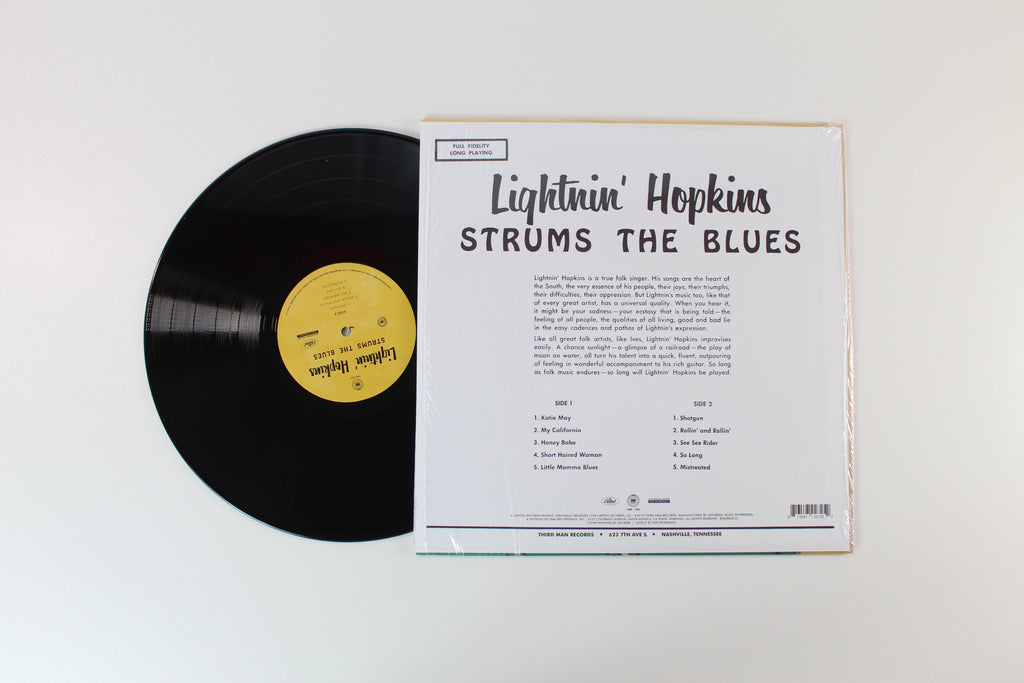 FULL FIDELITY
LONG PLAYING
Lightnin' Hopkins
STRUMS THE BLUES
Lightnin' Hopkins is a true folk singer. His songs are the heart of
the South, the very essence of his people, their joys, their triumphs,
their difficulties, their oppression. But Lightnin's music too, like that
of every great artist, has a universal quality. When you hear it,
it might be your sadness—your ecstasy that is being told—the
feeling of all people, the qualities of all living, good and bad lie
in the easy cadences and pathos of Lightnin's expression.
Like all great folk artists, like Ives, Lightnin' Hopkins improvises
easily. A chance sunlight—a glimpse of a railroad—the play of
moon on water, all turn his talent into a quick, fluent, outpouring
of feeling in wonderful accompaniment to his rich guitar. So long
as folk music endures—so long will Lightnin' Hopkins be played.
SIDE 1
1. Katie May
2. My California
3. Honey Babe
4. Short Haired Woman
5. Little Mamma Blues
SIDE 2
1. Shotgun
2. Rollin' and Rollin'
3. See See Rider
4. So Long
5. Mistreated
Capitol
THIRD MAN RECORDS • 623 7TH AVE S. • NASHVILLE, TENNESSEE
Lightnin' Hopkins
STRUMS THE BLUES